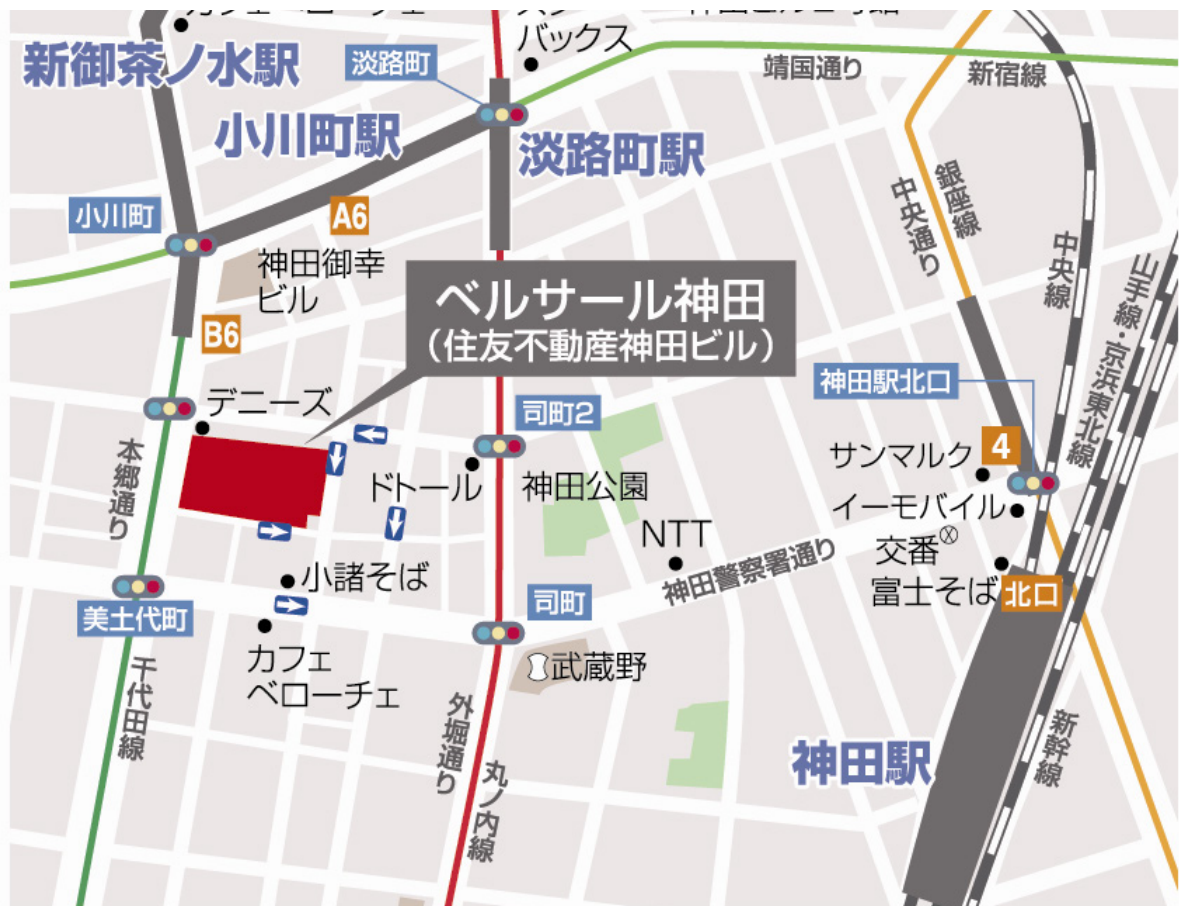 バックス
新御茶ノ水駅
淡路町
靖国通り
新宿線
小川町駅
淡路町駅
銀座線
中央通り
小川町
A6
神田御幸
ビル
中央線
山手線・京浜東北線
ベルサール神田
(住友不動産神田ビル)
B6
神田駅北口
デニーズ
司町2
本郷通り
サンマルク
4
ドトール
神田公園
イーモバイル
NTT
交番
神田警察署通り
小諸そば
富士そば
北口
美土代町
司町
カフェ
ベローチェ
武蔵野
千代田線
外堀通り
丸ノ内線
神田駅
新幹線